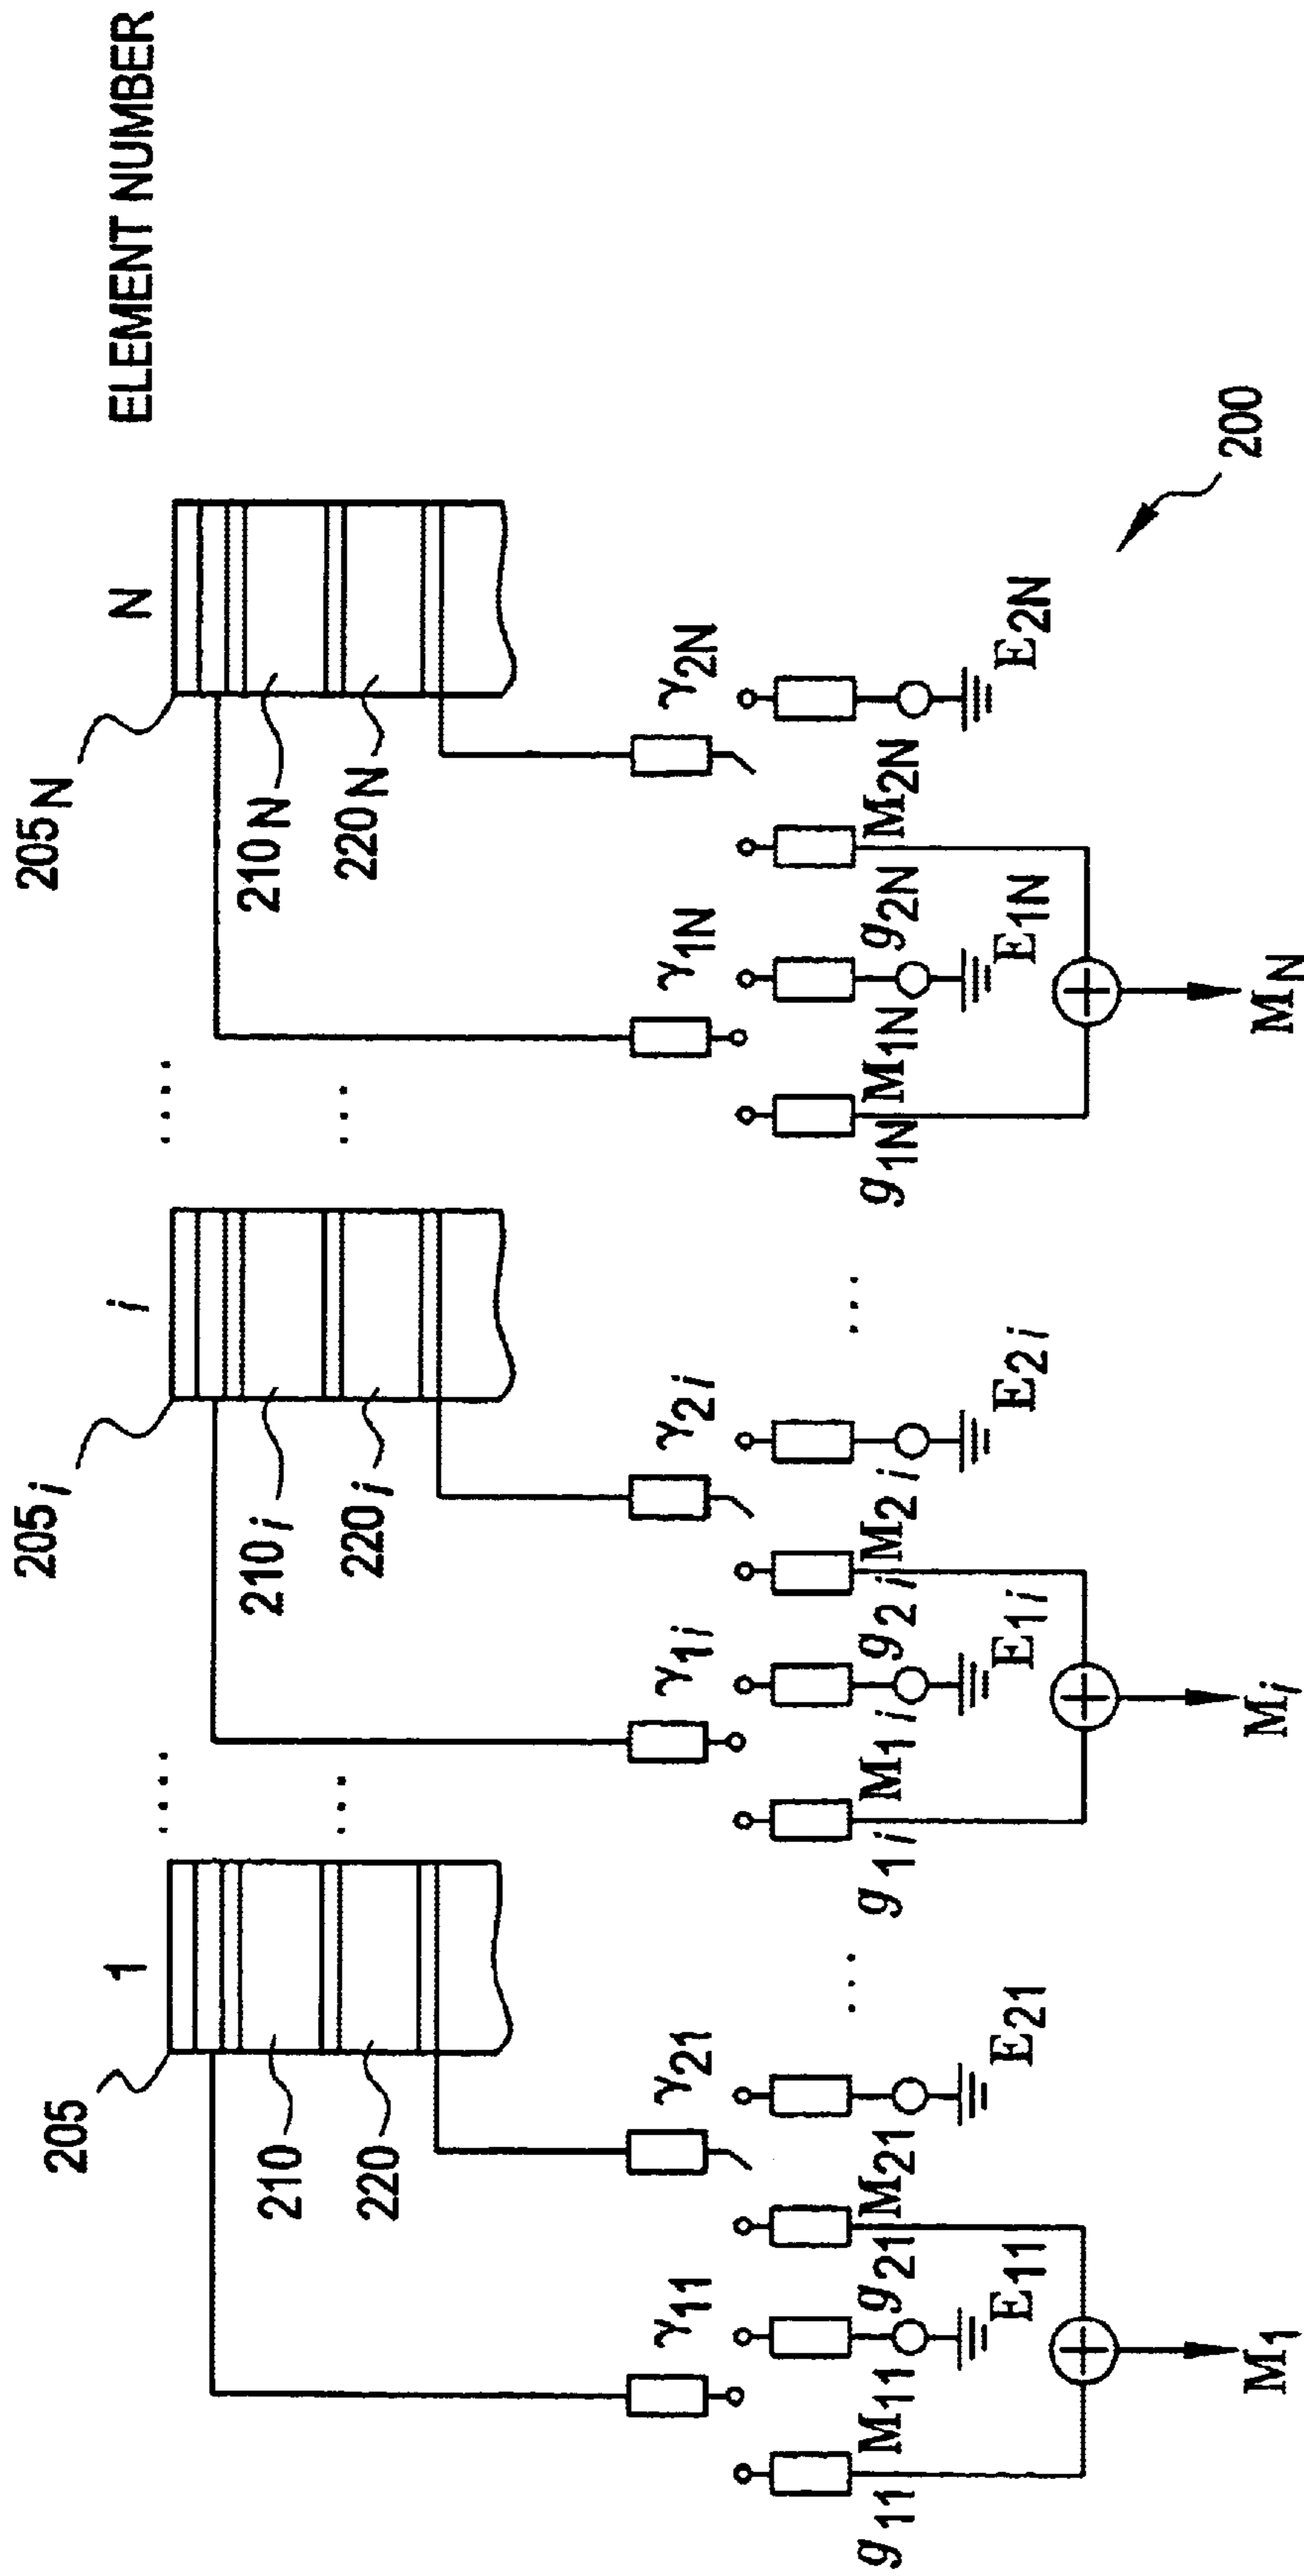 1 i N ELEMENT NUMBER
205 205i 205N
210 210i 210N
220 220i 220N
γ11 γ21 γ1i γ2i γ1N γ2N
g11 M11 g21 M21 g1i M1i g2i M2i g1N M1N g2N M2N
E11 E21 E1i E2i E1N E2N
200
M1 Mi MN